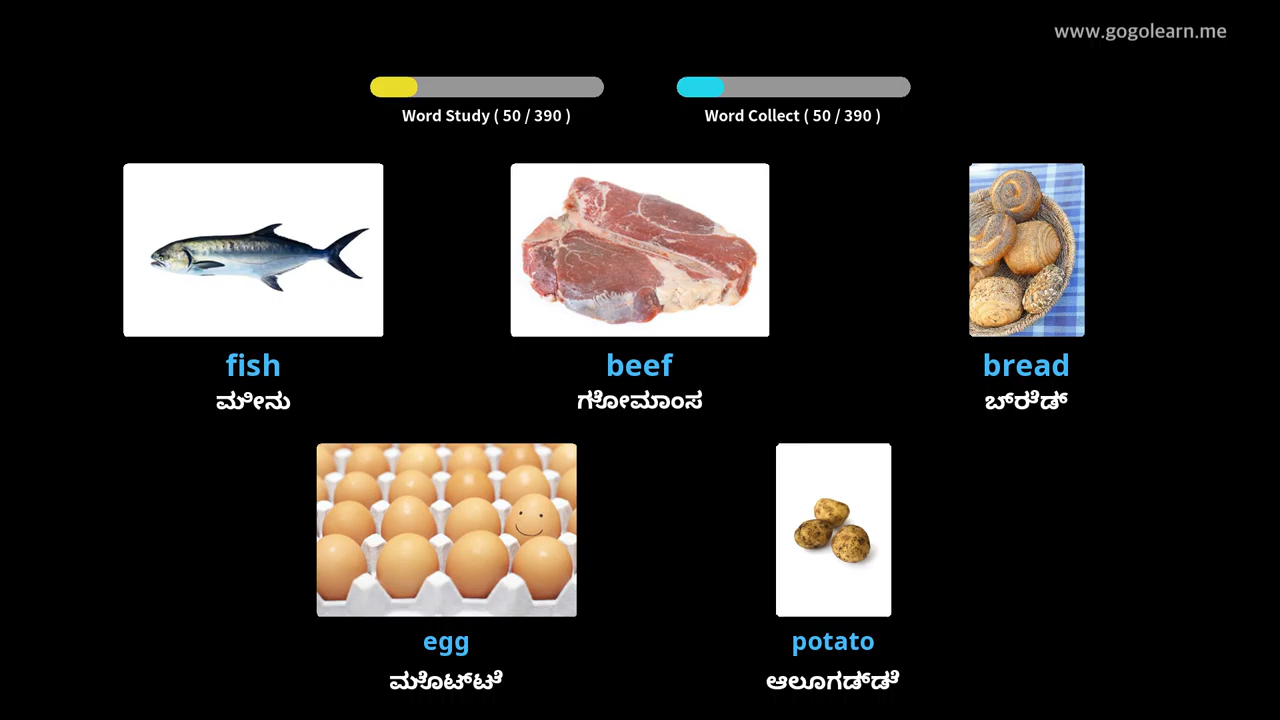 www.gogolearn.me
Word Study ( 50 / 390 )
Word Collect ( 50 / 390 )
fish
ಮೀನು
beef
ಗೋಮಾಂಸ
bread
ಬ್ರೆಡ್
egg
ಮೊಟ್ಟೆ
potato
ಆಲೂಗಡ್ಡೆ